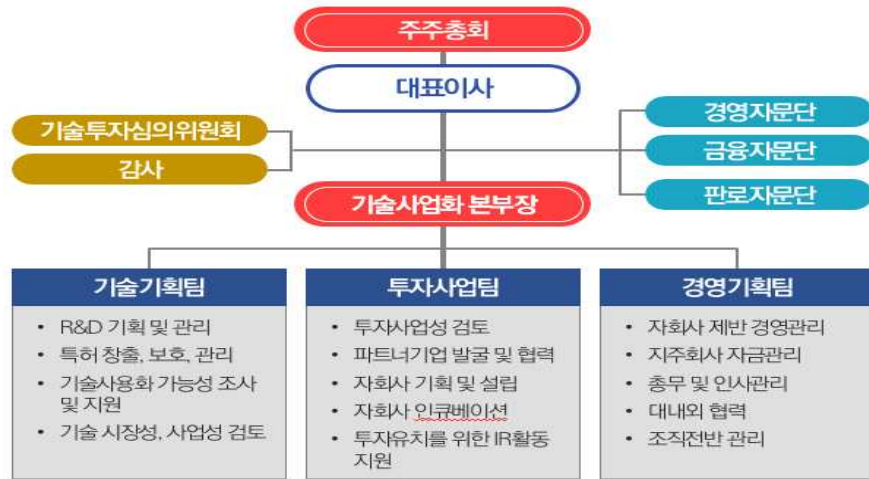 주주총회
대표이사
기술투자심의위원회
감사
경영자문단
금융자문단
판로자문단
기술사업화 본부장
기술기획팀
• R&D 기획 및 관리
• 특허 창출, 보호, 관리
• 기술사용화 가능성 조사
및 지원
• 기술 시장성, 사업성 검토
투자사업팀
• 투자사업성 검토
• 파트너기업 발굴 및 협력
• 자회사 기획 및 설립
• 자회사 인큐베이션
• 투자유치를 위한 IR활동
지원
경영기획팀
• 자회사 제반 경영관리
• 지주회사 자금관리
• 총무 및 인사관리
• 대내외 협력
• 조직전반 관리